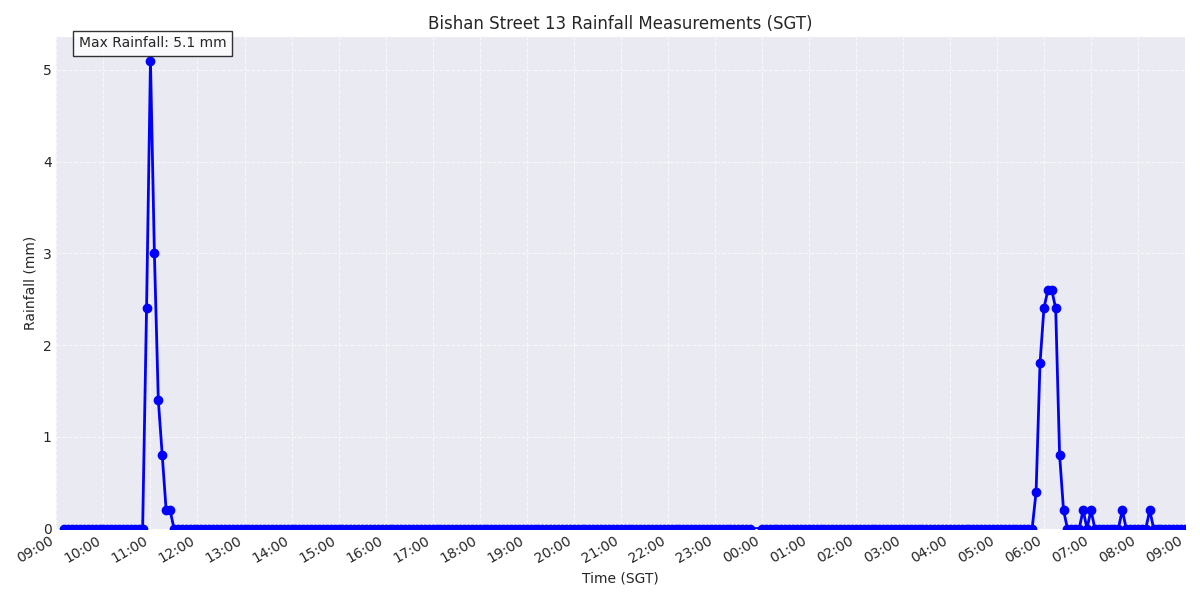 Bishan Street 13 Rainfall Measurements (SGT)
Max Rainfall: 5.1 mm
Rainfall (mm)
5
4
3
2
1
0
09:00 10:00 11:00 12:00 13:00 14:00 15:00 16:00 17:00 18:00 19:00 20:00 21:00 22:00 23:00 00:00 01:00 02:00 03:00 04:00 05:00 06:00 07:00 08:00 09:00
Time (SGT)